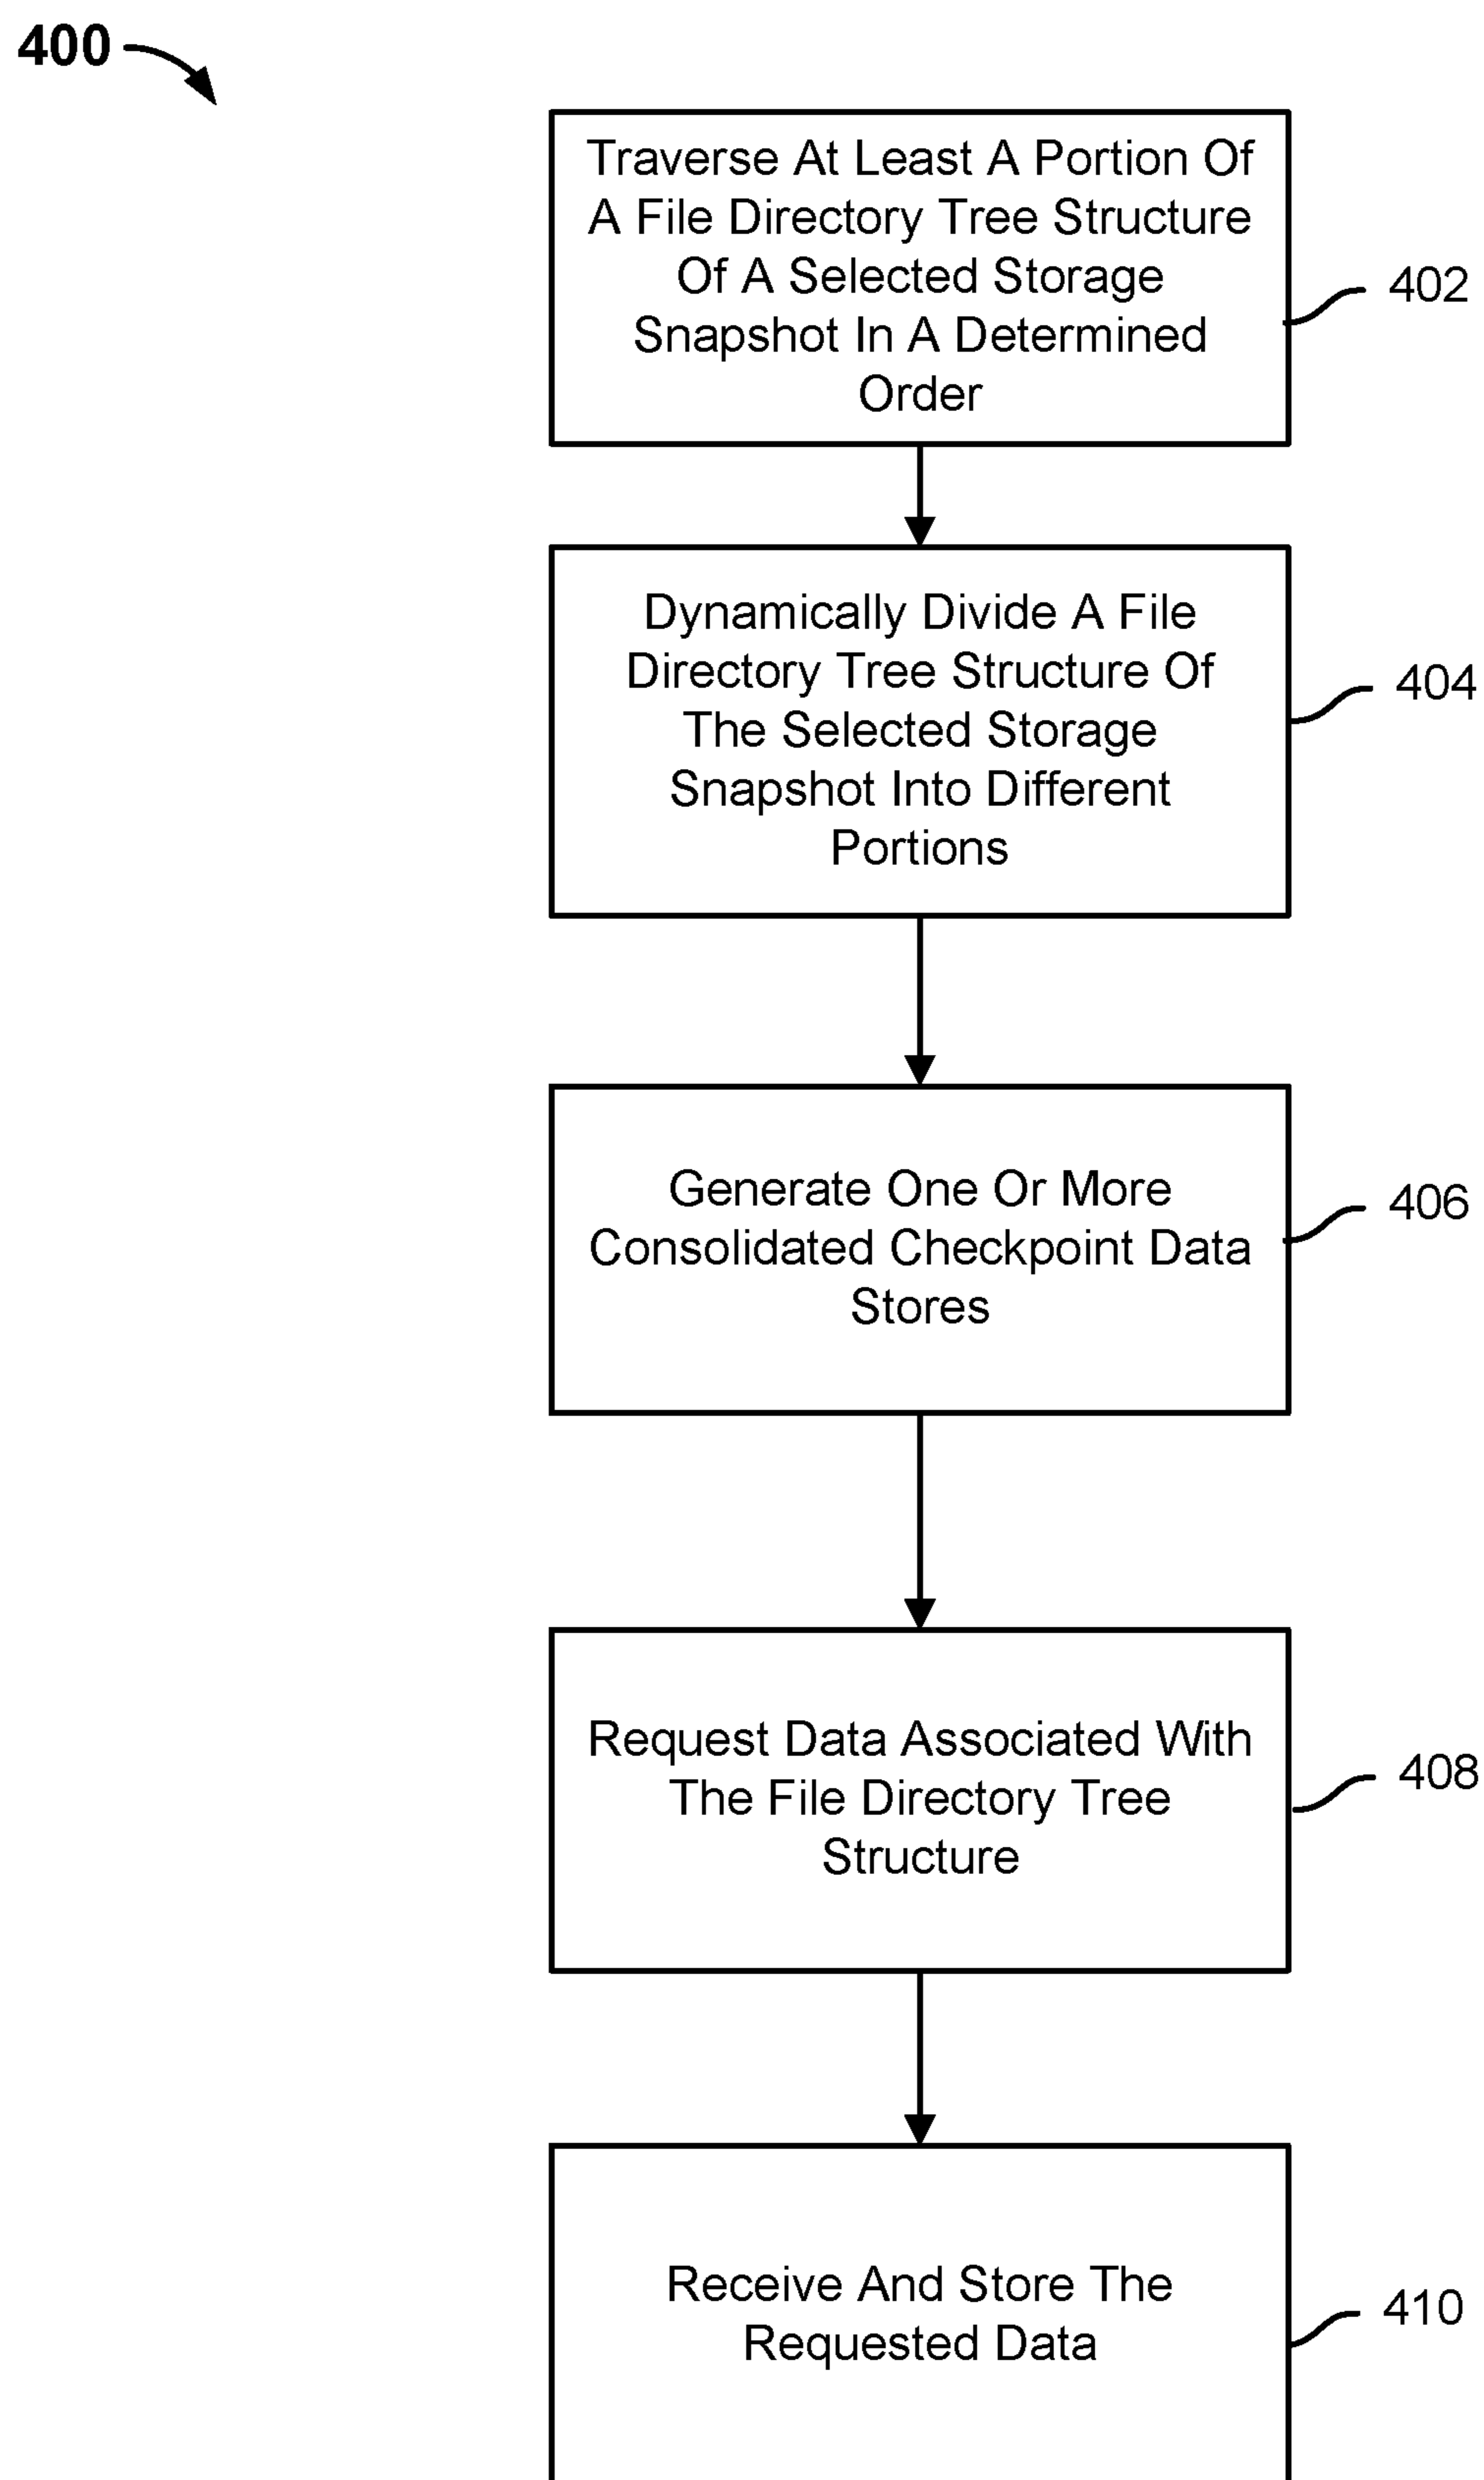 400
Traverse At Least A Portion Of
A File Directory Tree Structure
Of A Selected Storage
Snapshot In A Determined
Order
402
Dynamically Divide A File
Directory Tree Structure Of
The Selected Storage
Snapshot Into Different
Portions
404
Generate One Or More
Consolidated Checkpoint Data
Stores
406
Request Data Associated With
The File Directory Tree
Structure
408
Receive And Store The
Requested Data
410